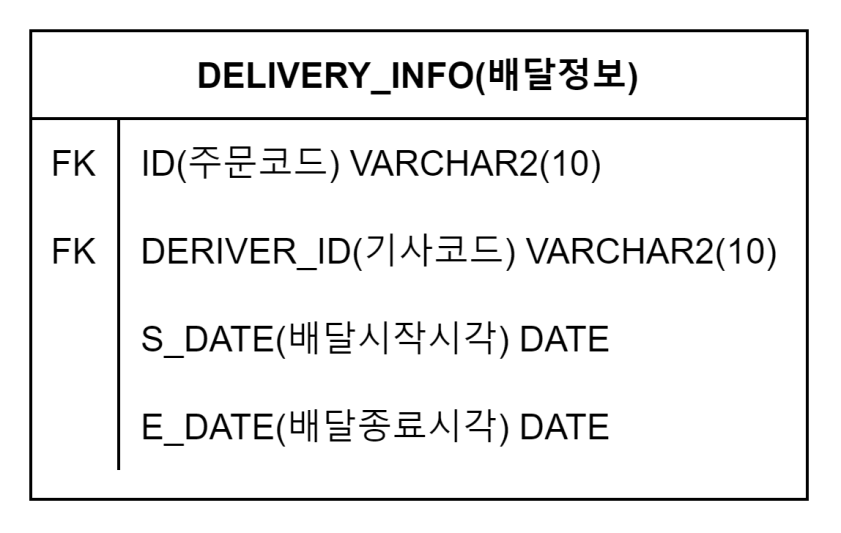 DELIVERY_INFO(배달정보)
FK ID(주문코드) VARCHAR2(10)
FK DERIVER_ID(기사코드) VARCHAR2(10)
S_DATE(배달시작시각) DATE
E_DATE(배달종료시각) DATE